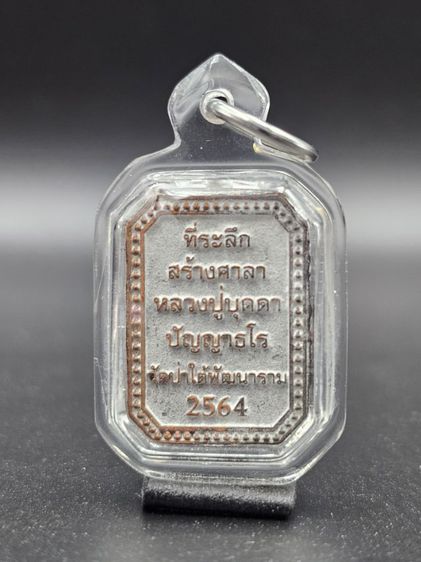 ที่ระลึก
สร้างศาลา
หลวงปู่บุดดา
ปัญญาธโร
วัดป่าใต้พัฒนาราม
2564